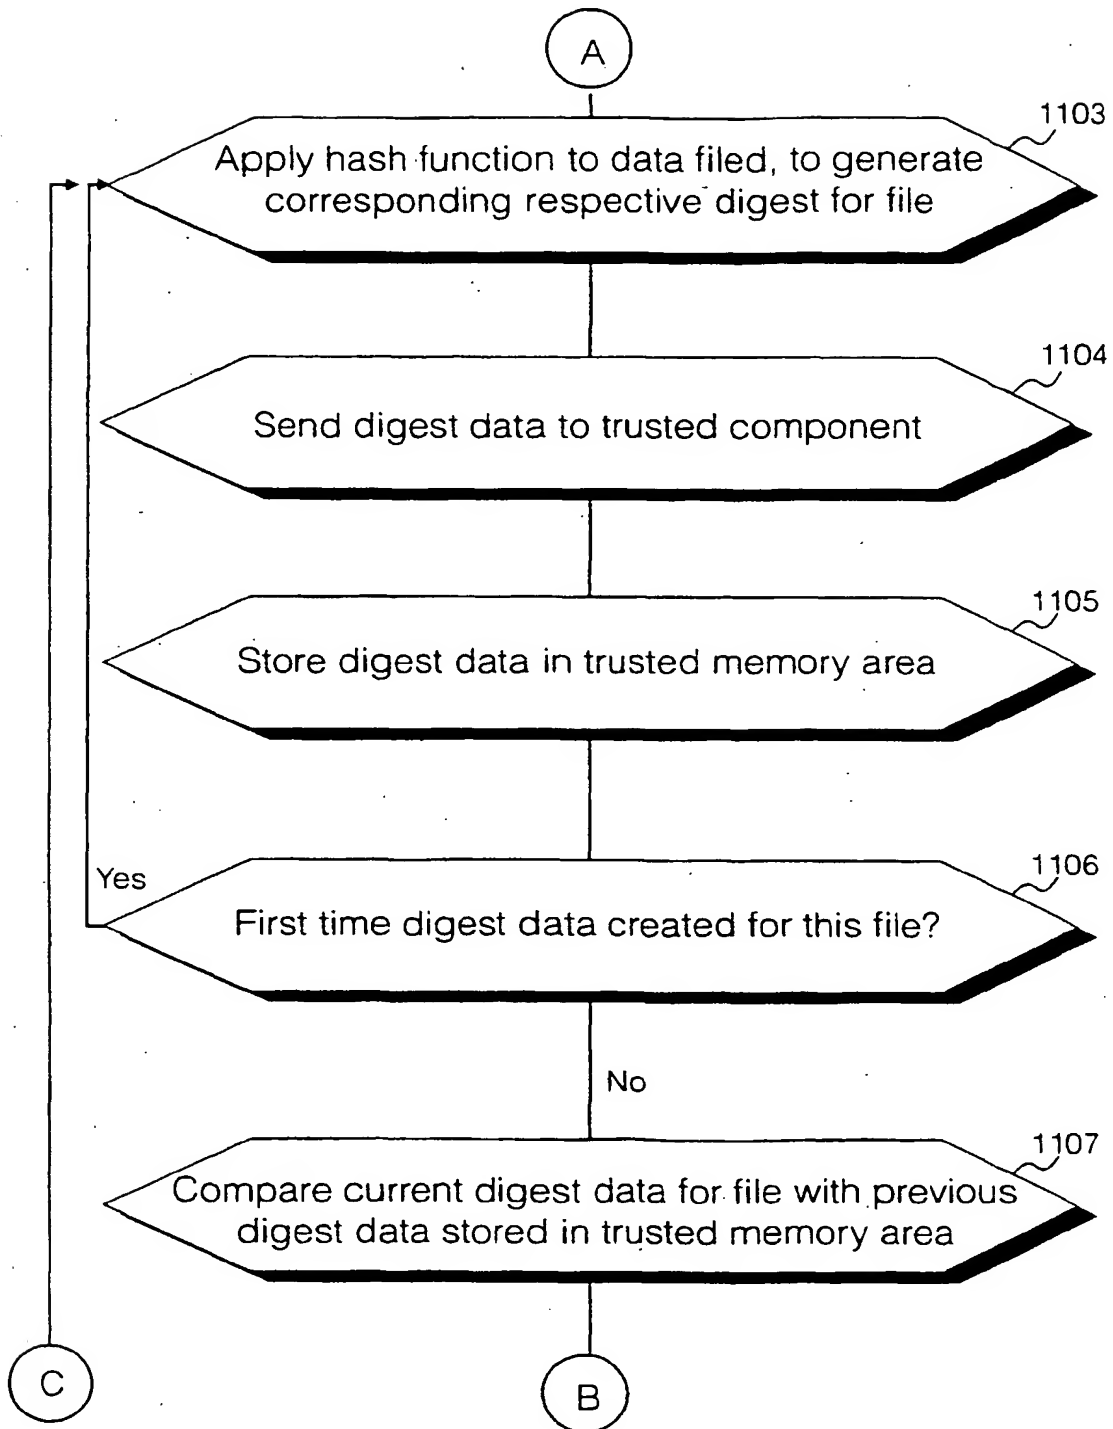 A
1103
Apply hash function to data filed, to generate
corresponding respective digest for file
1104
Send digest data to trusted component
1105
Store digest data in trusted memory area
1106
Yes
First time digest data created for this file?
No
1107
Compare current digest data for file with previous
digest data stored in trusted memory area
C
B